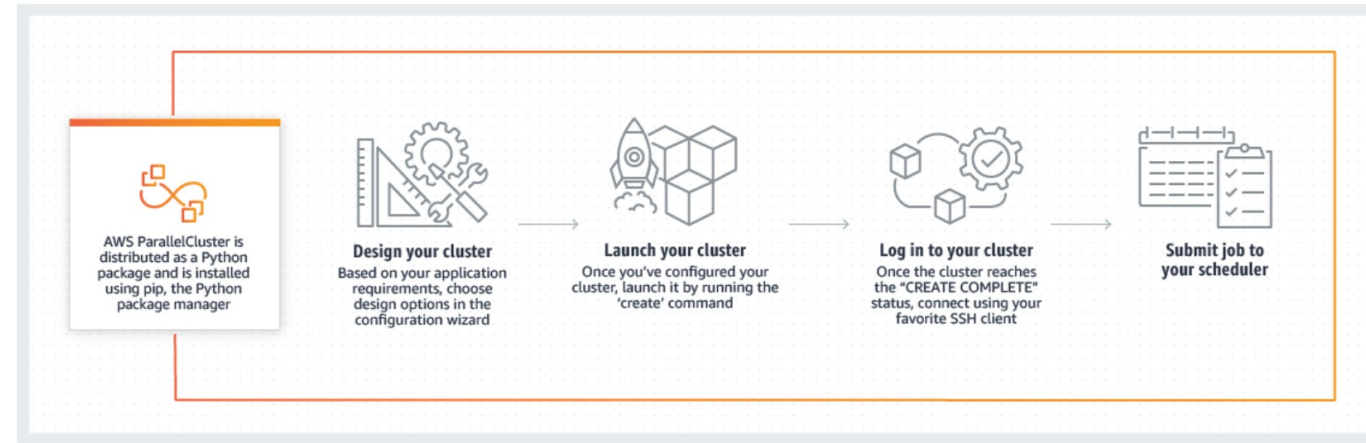 AWS ParallelCluster is
distributed as a Python
package and is installed
using pip, the Python
package manager
Design your cluster
Based on your application
requirements, choose
design options in the
configuration wizard
Launch your cluster
Once you've configured your
cluster, launch it by running the
'create' command
Log in to your cluster
Once the cluster reaches
the “CREATE COMPLETE”
status, connect using your
favorite SSH client
Submit job to
your scheduler